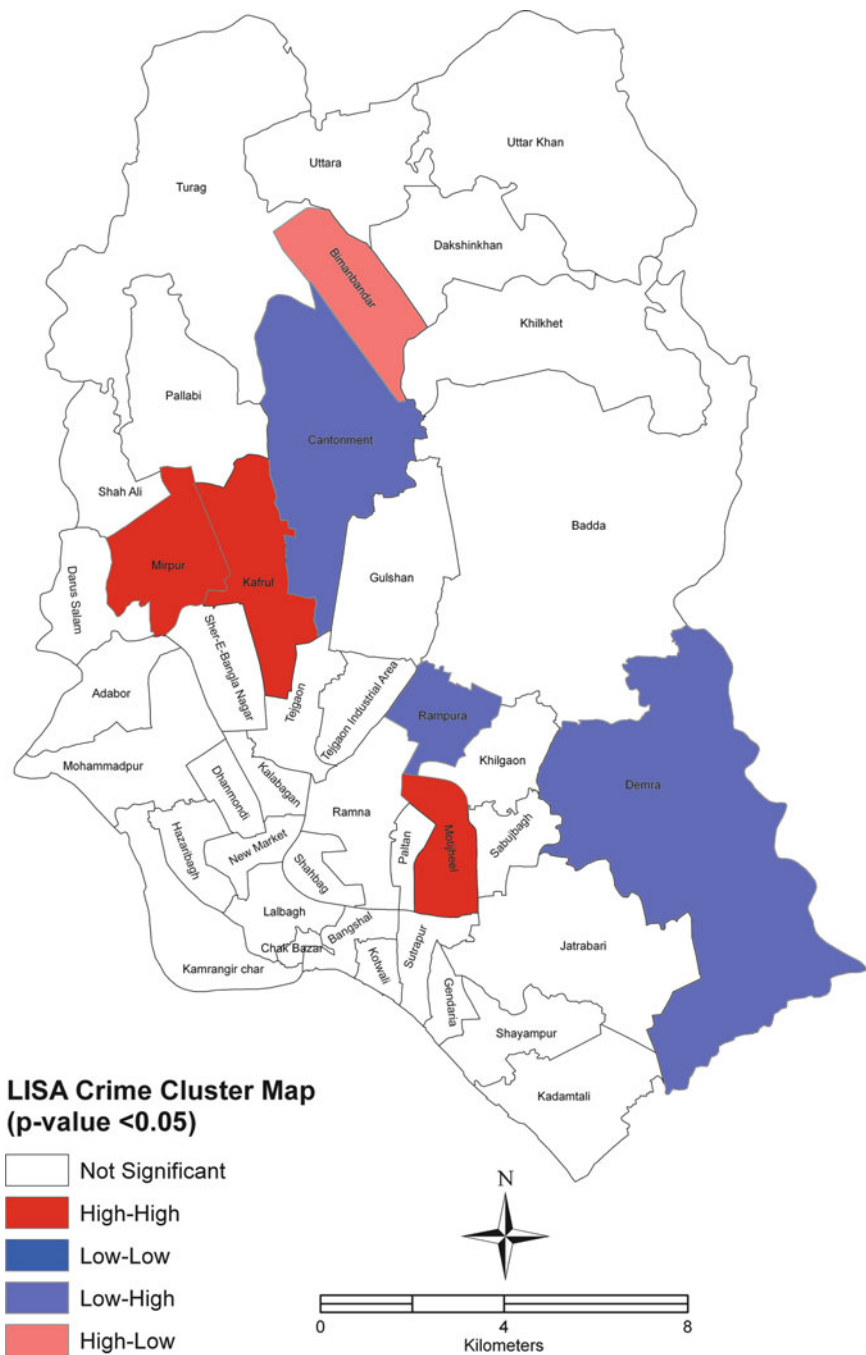 Uttara
Uttar Khan
Turag
Dakshinkhan
Bimanbandar
Khilkhet
Pallabi
Cantonment
Shah Ali
Badda
Mirpur
Kafrul
Gulshan
Darus Salam
Sher-E-Bangla Nagar
Adabor
Tejgaon
Tejgaon Industrial Area
Rampura
Mohammadpur
Khilgaon
Demra
Dhanmondi
Kalabagan
Ramna
Hazaribagh
New Market
Paltan
Motijheel
Sabujbagh
Shahbag
Lalbagh
Bangshal
Chak Bazar
Sutrapur
Jatrabari
Kamrangir char
Kotwali
Gendaria
Shayampur
Kadamtali
LISA Crime Cluster Map
(p-value <0.05)
Not Significant
High-High
Low-Low
Low-High
High-Low
N
0 4 8
Kilometers